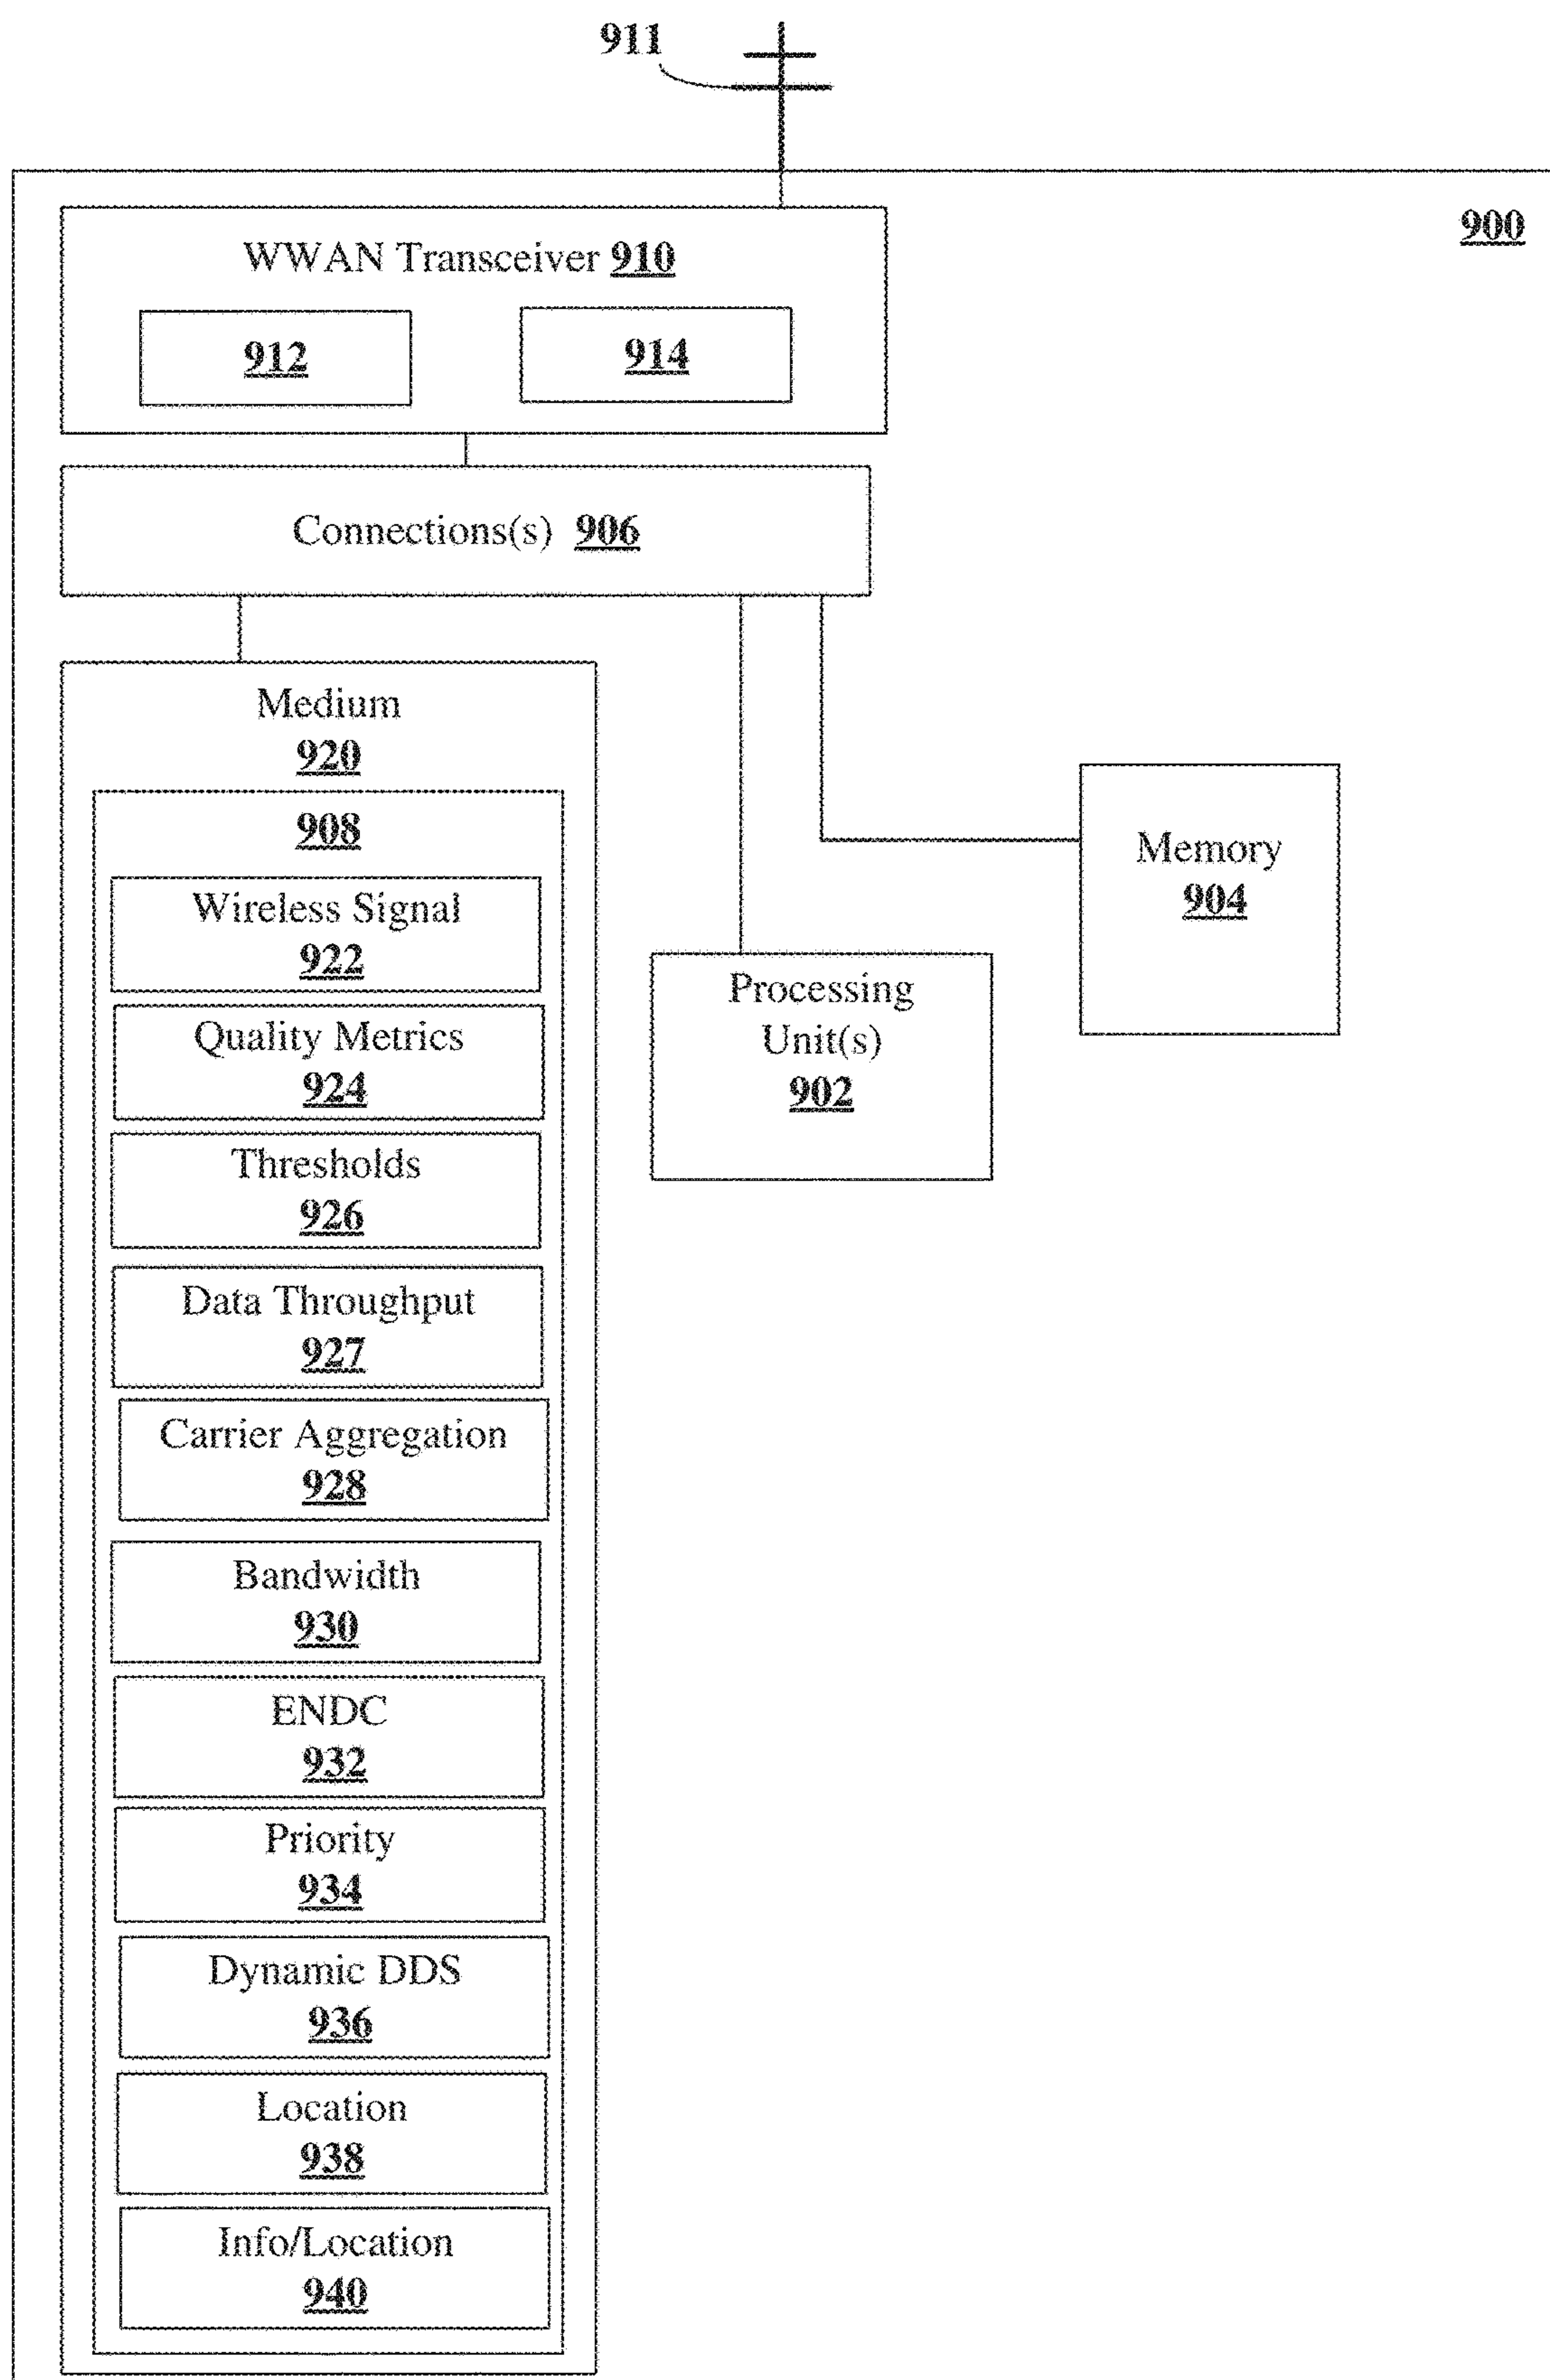 911
900
WWAN Transceiver 910
912
914
Connections(s) 906
Medium
920
908
Wireless Signal
922
Quality Metrics
924
Thresholds
926
Data Throughput
927
Carrier Aggregation
928
Bandwidth
930
ENDC
932
Priority
934
Dynamic DDS
936
Location
938
Info/Location
940
Processing
Unit(s)
902
Memory
904